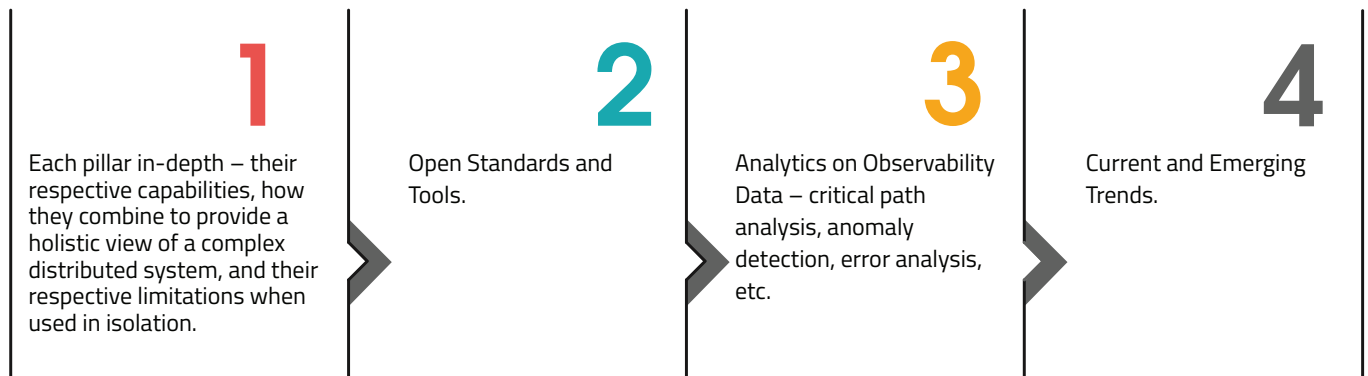 1
Each pillar in-depth – their
respective capabilities, how
they combine to provide a
holistic view of a complex
distributed system, and their
respective limitations when
used in isolation.
2
Open Standards and
Tools.
3
Analytics on Observability
Data – critical path
analysis, anomaly
detection, error analysis,
etc.
4
Current and Emerging
Trends.